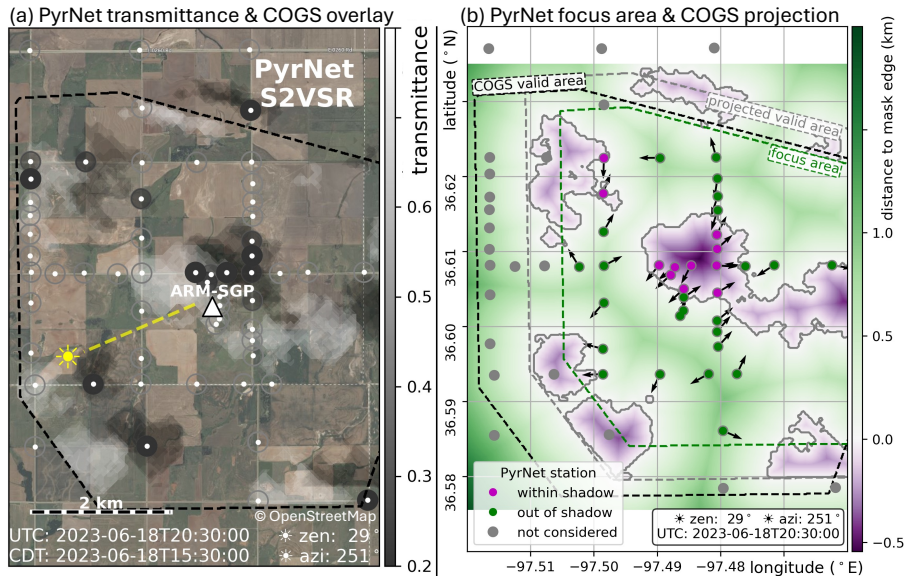 (a) PyrNet transmittance & COGS overlay
PyrNet
S2VSR
ARM-SGP
2 km
© OpenStreetMap
UTC: 2023-06-18T20:30:00
☀ zen: 29°
CDT: 2023-06-18T15:30:00
☀ azi: 251°
transmittance
0.6
0.5
0.4
0.3
0.2
(b) PyrNet focus area & COGS projection
latitude (°N)
36.62
36.61
36.60
36.59
36.58
COGS valid area
projected valid area
focus area
PyrNet station
within shadow
out of shadow
not considered
☀ zen: 29° ☀ azi: 251°
UTC: 2023-06-18T20:30:00
−97.51
−97.50
−97.49
−97.48
longitude (°E)
distance to mask edge (km)
1.0
0.5
0.0
−0.5